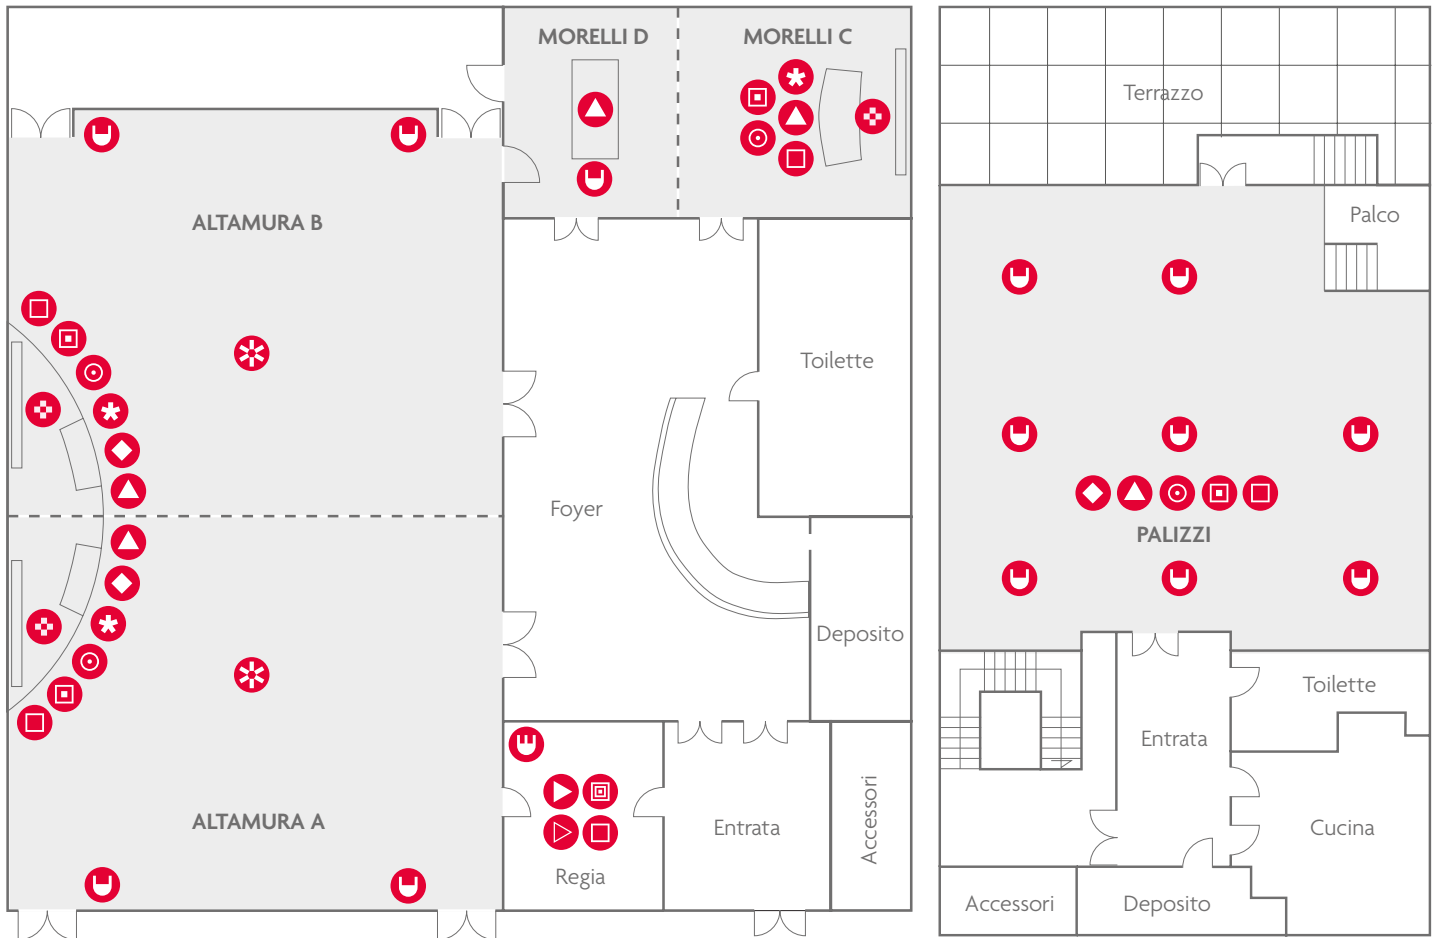 MORELLI D
MORELLI C
Terrazzo
Palco
ALTAMURA B
Toilette
Foyer
PALIZZI
Deposito
Toilette
Entrata
ALTAMURA A
Entrata
Accessori
Cucina
Regia
Accessori
Deposito